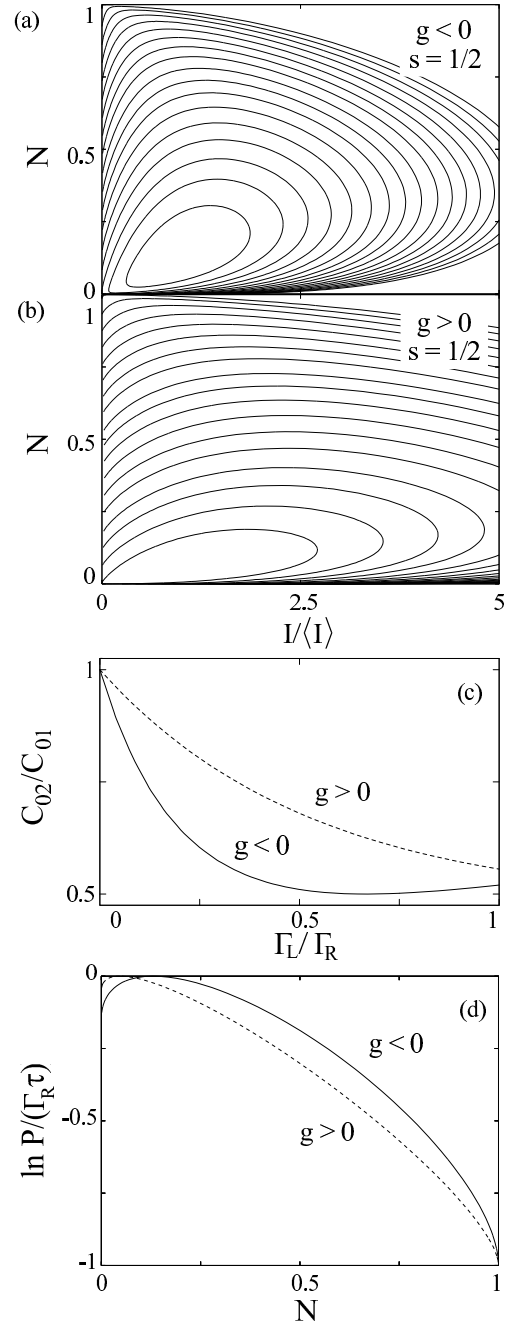 (a)
1
g < 0
s = 1/2
N
0.5
0
(b)
1
g > 0
s = 1/2
N
0.5
0
0
2.5
5
I/⟨I⟩
1
(c)
C02/C01
g > 0
g < 0
0.5
0
0.5
1
ΓL/ΓR
0
(d)
g < 0
ln P/(ΓRτ)
-0.5
g > 0
-1
0
0.5
1
N